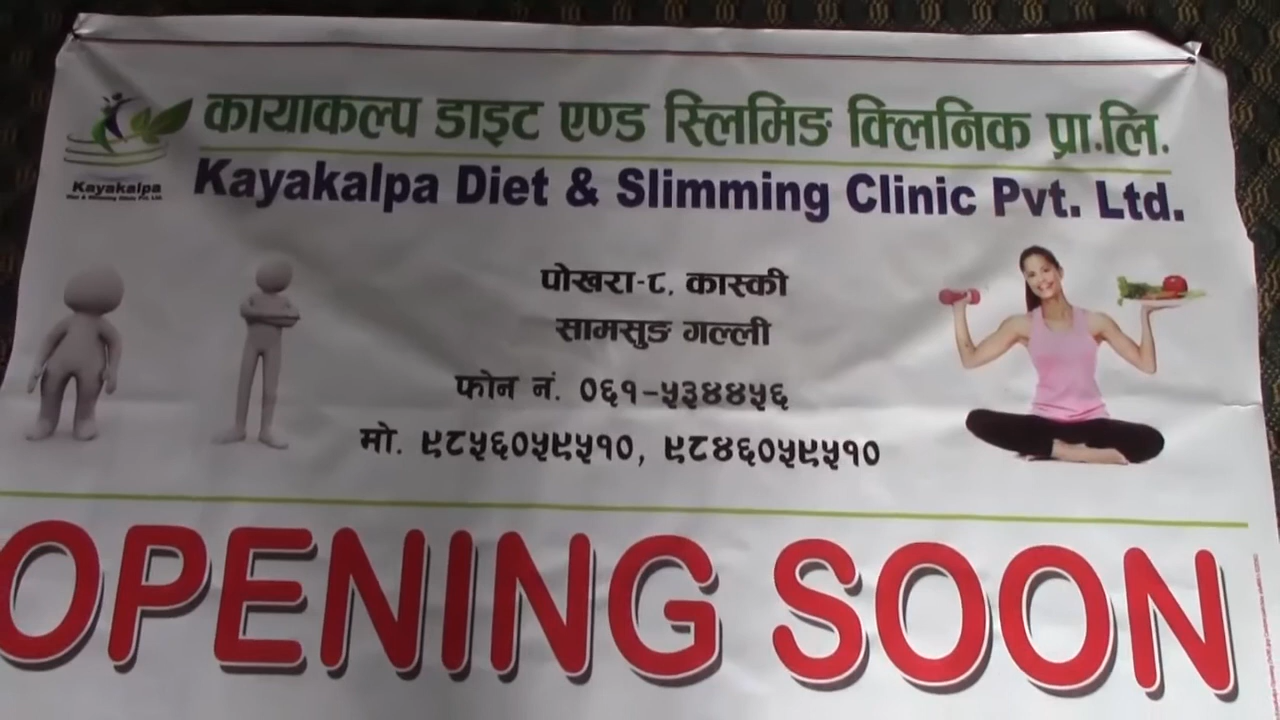 कायाकल्प डाइट एण्ड स्लिमिङ क्लिनिक प्रा.लि.
Kayakalpa
Kayakalpa Diet & Slimming Clinic Pvt. Ltd.
पोखरा-८, कास्की
सामसुङ गल्ली
फोन नं. ०६१-५३४४५६
मो. ९८५६०५९५१०, ९८४६०५९५१०
OPENING SOON